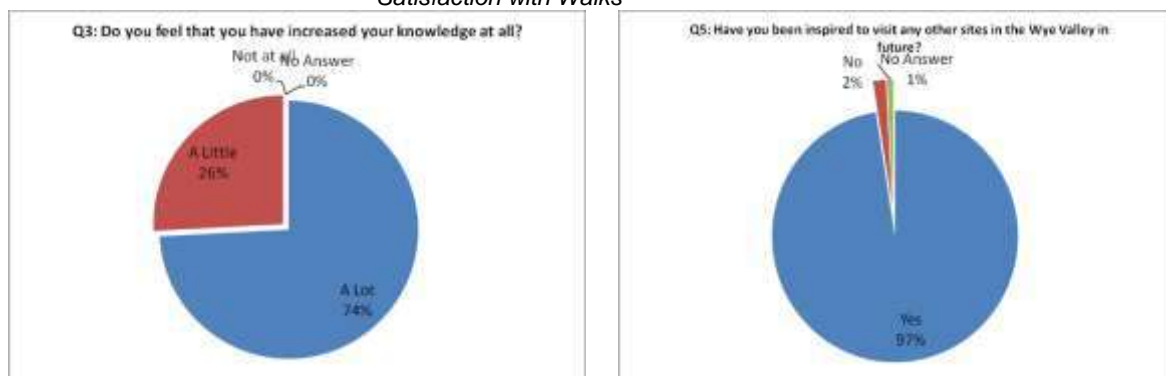 Satisfaction with Walks
Q3: Do you feel that you have increased your knowledge at all?
Not at all
0%
No Answer
0%
A Little
26%
A Lot
74%
Q5: Have you been inspired to visit any other sites in the Wye Valley in
future?
No
2%
No Answer
1%
Yes
97%